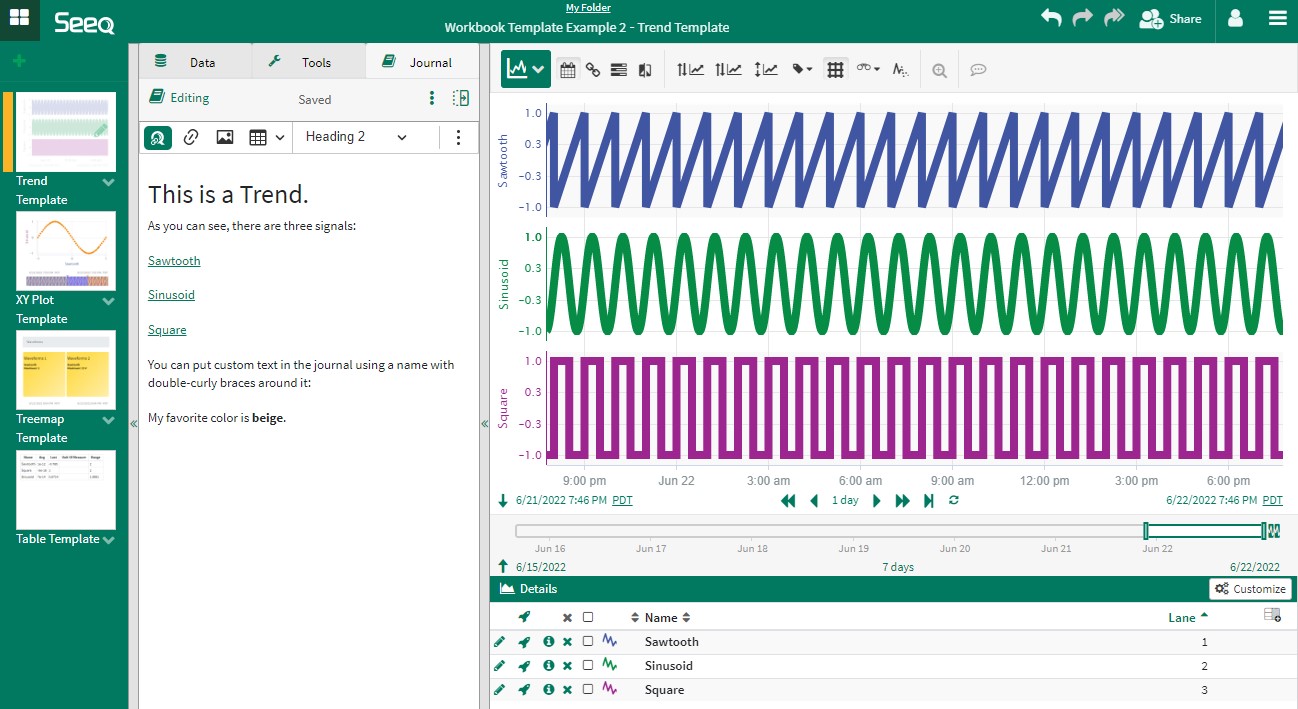 My Folder
Seeq
Workbook Template Example 2 - Trend Template
Share
Data
Tools
Journal
Editing
Saved
Heading 2
Trend
Template
XY Plot
Template
Treemap
Template
Table Template
This is a Trend.
As you can see, there are three signals:
Sawtooth
Sinusoid
Square
You can put custom text in the journal using a name with
double-curly braces around it:
My favorite color is beige.
Sawtooth
1.0
0.3
−0.3
−1.0
Sinusoid
1.0
0.3
−0.3
−1.0
Square
1.0
0.3
−0.3
−1.0
9:00 pm Jun 22 3:00 am 6:00 am 9:00 am 12:00 pm 3:00 pm 6:00 pm
6/21/2022 7:46 PM PDT 1 day 6/22/2022 7:46 PM PDT
Jun 16 Jun 17 Jun 18 Jun 19 Jun 20 Jun 21 Jun 22
6/15/2022 7 days 6/22/2022
Details Customize
Name Lane
Sawtooth 1
Sinusoid 2
Square 3